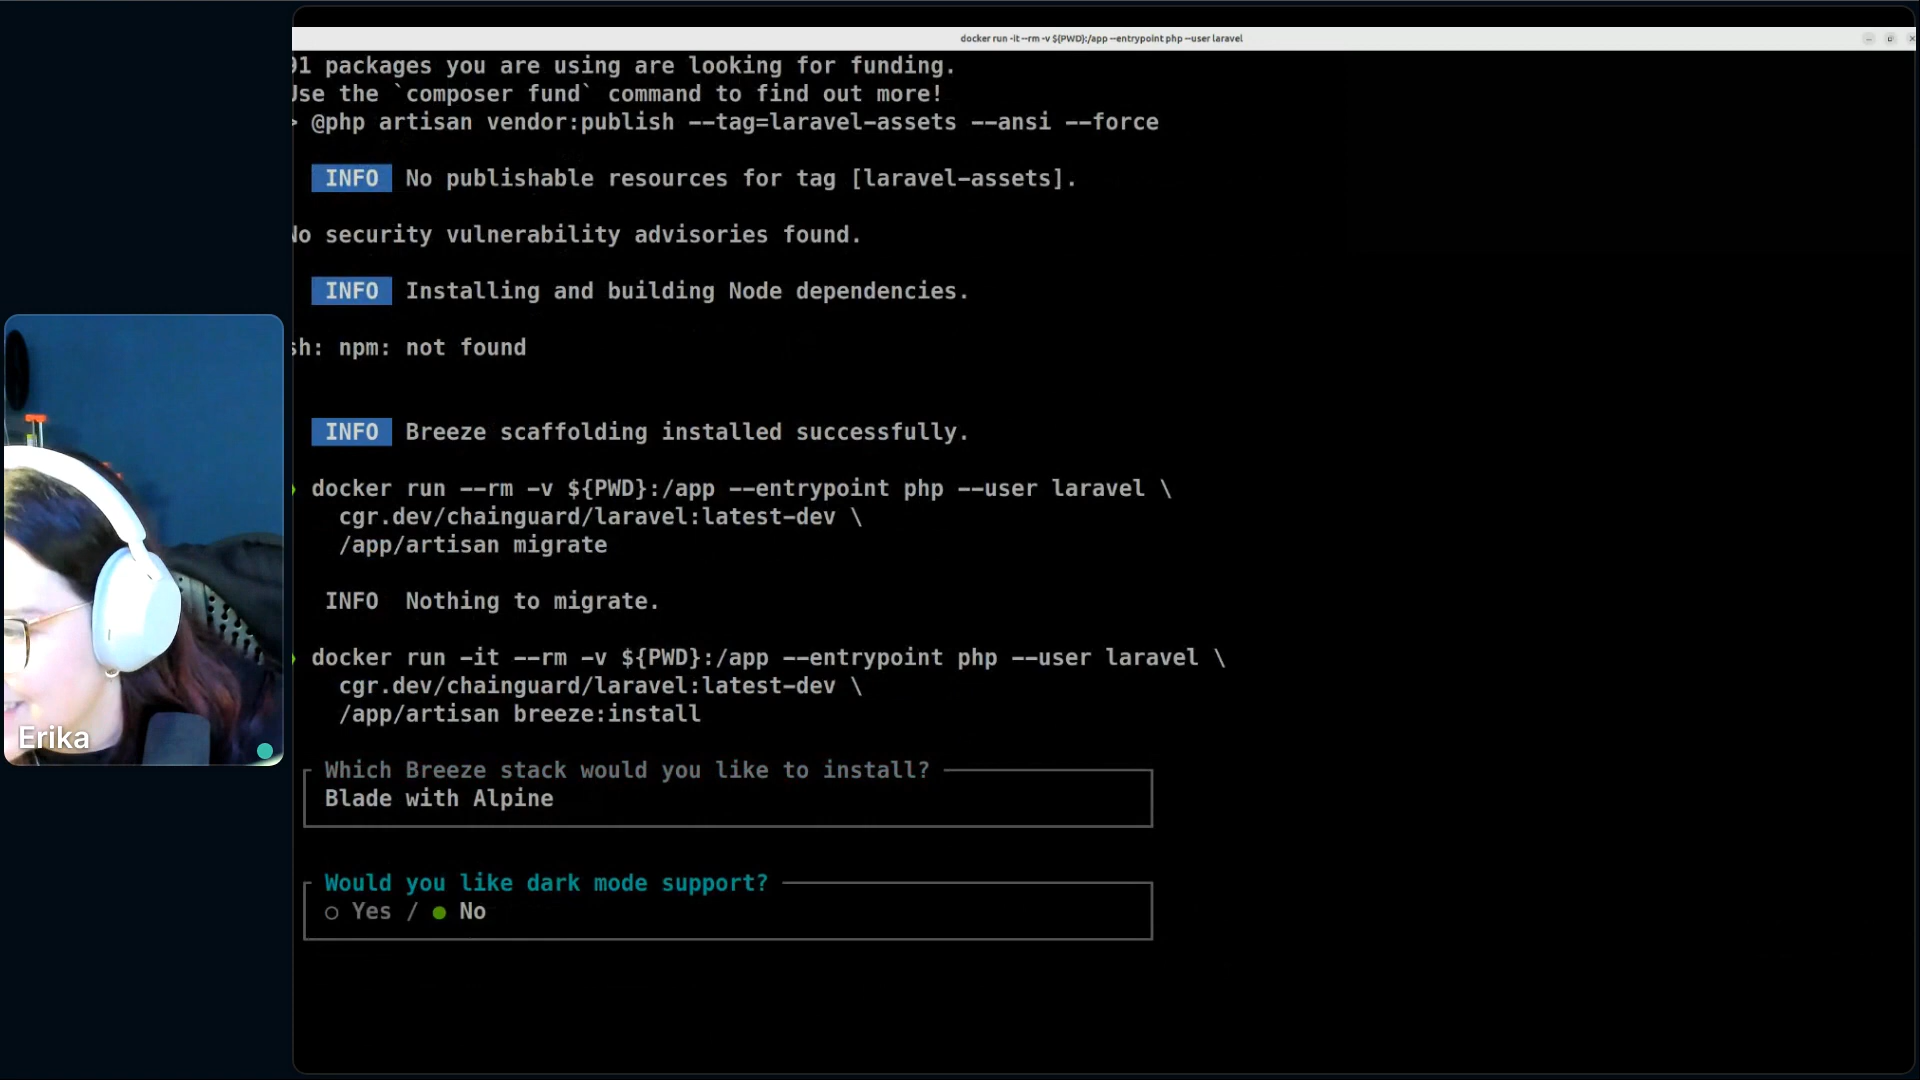 docker run -it --rm -v ${PWD}:/app --entrypoint php --user laravel
91 packages you are using are looking for funding.
Use the `composer fund` command to find out more!
> @php artisan vendor:publish --tag=laravel-assets --ansi --force
INFO No publishable resources for tag [laravel-assets].
No security vulnerability advisories found.
INFO Installing and building Node dependencies.
sh: npm: not found
INFO Breeze scaffolding installed successfully.
docker run --rm -v ${PWD}:/app --entrypoint php --user laravel \
cgr.dev/chainguard/laravel:latest-dev \
/app/artisan migrate
INFO Nothing to migrate.
docker run -it --rm -v ${PWD}:/app --entrypoint php --user laravel \
cgr.dev/chainguard/laravel:latest-dev \
/app/artisan breeze:install
Which Breeze stack would you like to install?
Blade with Alpine
Would you like dark mode support?
○ Yes / ● No
Erika